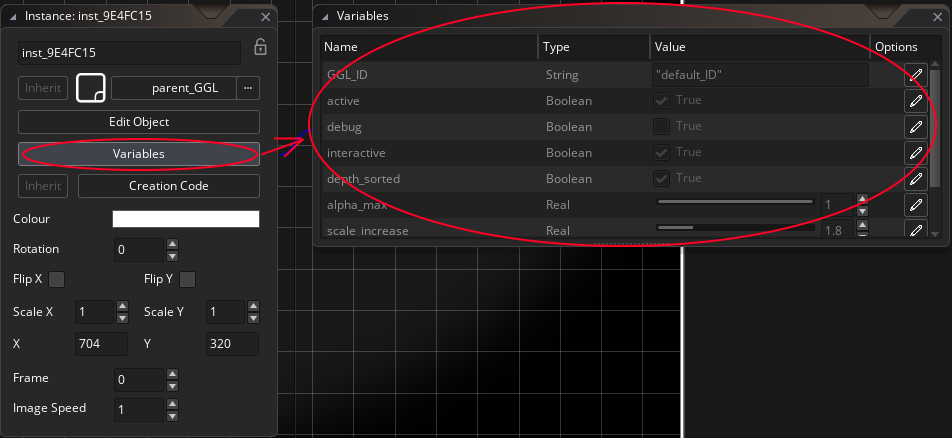 Instance: inst_9E4FC15
inst_9E4FC15
Inherit parent_GGL ...
Edit Object
Variables
Inherit Creation Code
Colour
Rotation 0
Flip X Flip Y
Scale X 1 Scale Y 1
X 704 Y 320
Frame 0
Image Speed 1
Variables
Name Type Value Options
GGL_ID String "default_ID"
active Boolean True
debug Boolean True
interactive Boolean True
depth_sorted Boolean True
alpha_max Real 1
scale_increase Real 1.8